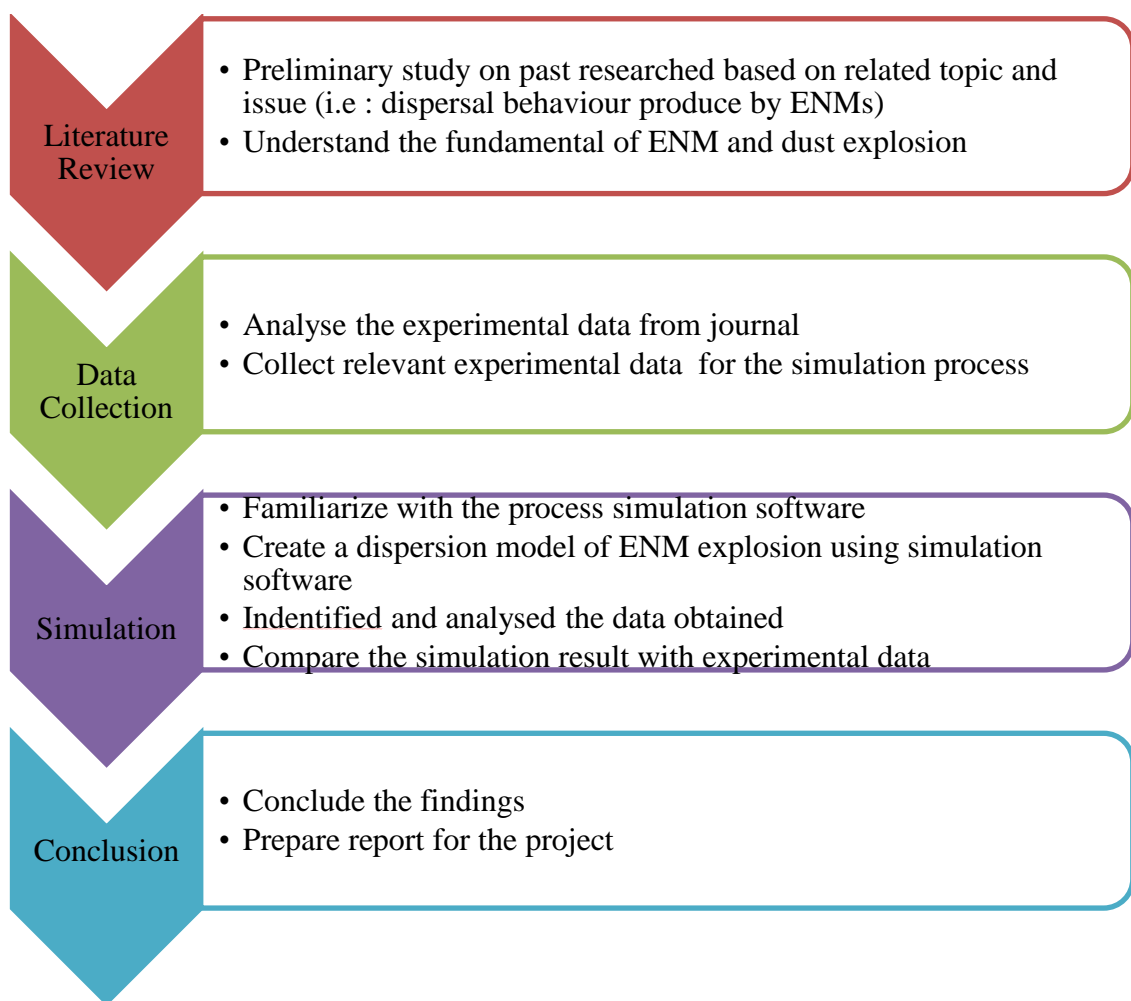 Literature
Review
• Preliminary study on past researched based on related topic and
issue (i.e : dispersal behaviour produce by ENMs)
• Understand the fundamental of ENM and dust explosion
Data
Collection
• Analyse the experimental data from journal
• Collect relevant experimental data for the simulation process
Simulation
• Familiarize with the process simulation software
• Create a dispersion model of ENM explosion using simulation
software
• Indentified and analysed the data obtained
• Compare the simulation result with experimental data
Conclusion
• Conclude the findings
• Prepare report for the project